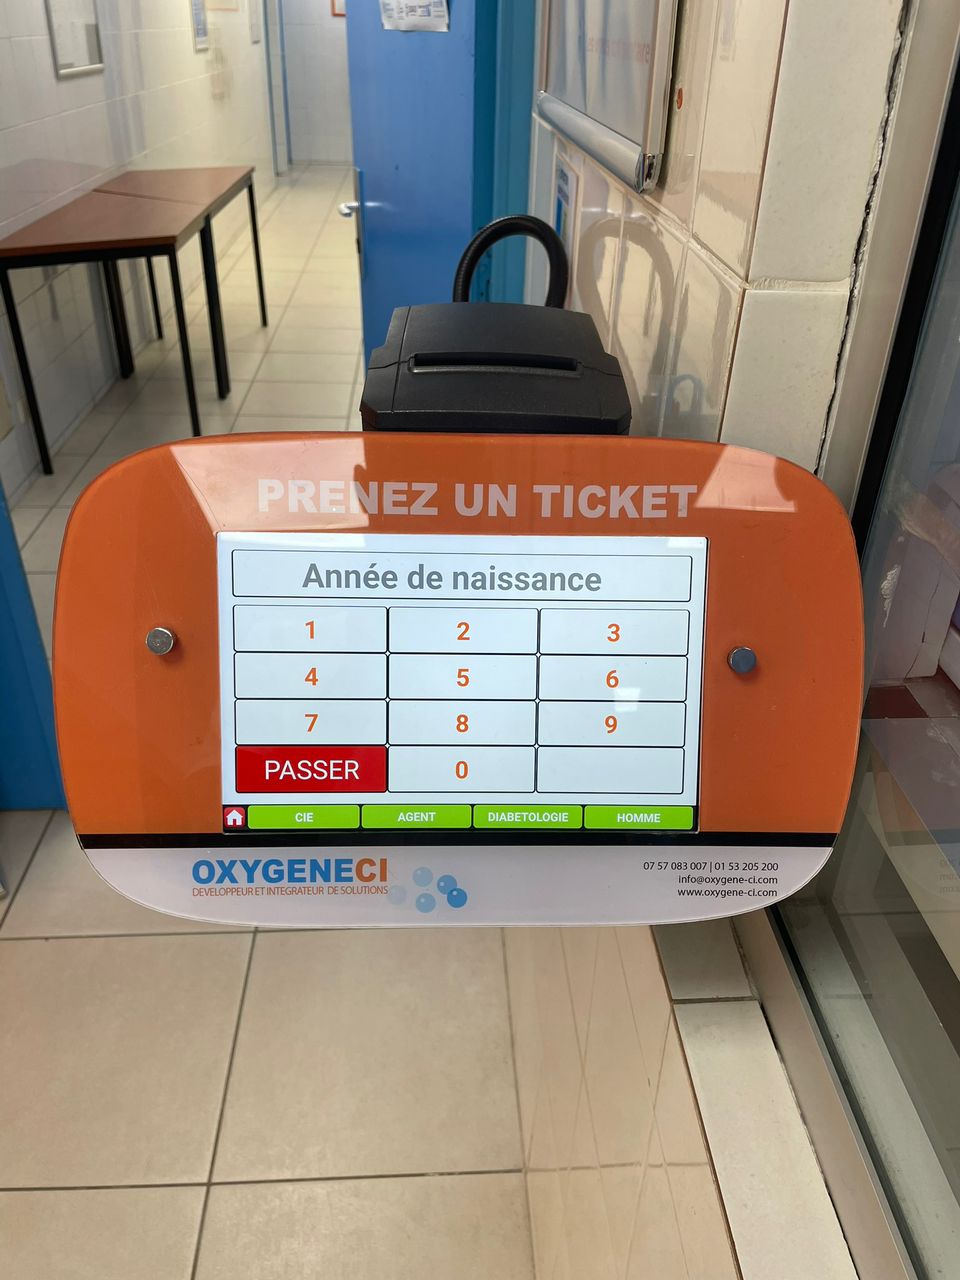 PRENEZ UN TICKET
Année de naissance
1 2 3
4 5 6
7 8 9
PASSER 0
CIE AGENT DIABETOLOGIE HOMME
OXYGENECI
DEVELOPPEUR ET INTEGRATEUR DE SOLUTIONS
07 57 083 007 | 01 53 205 200
info@oxygene-ci.com
www.oxygene-ci.com